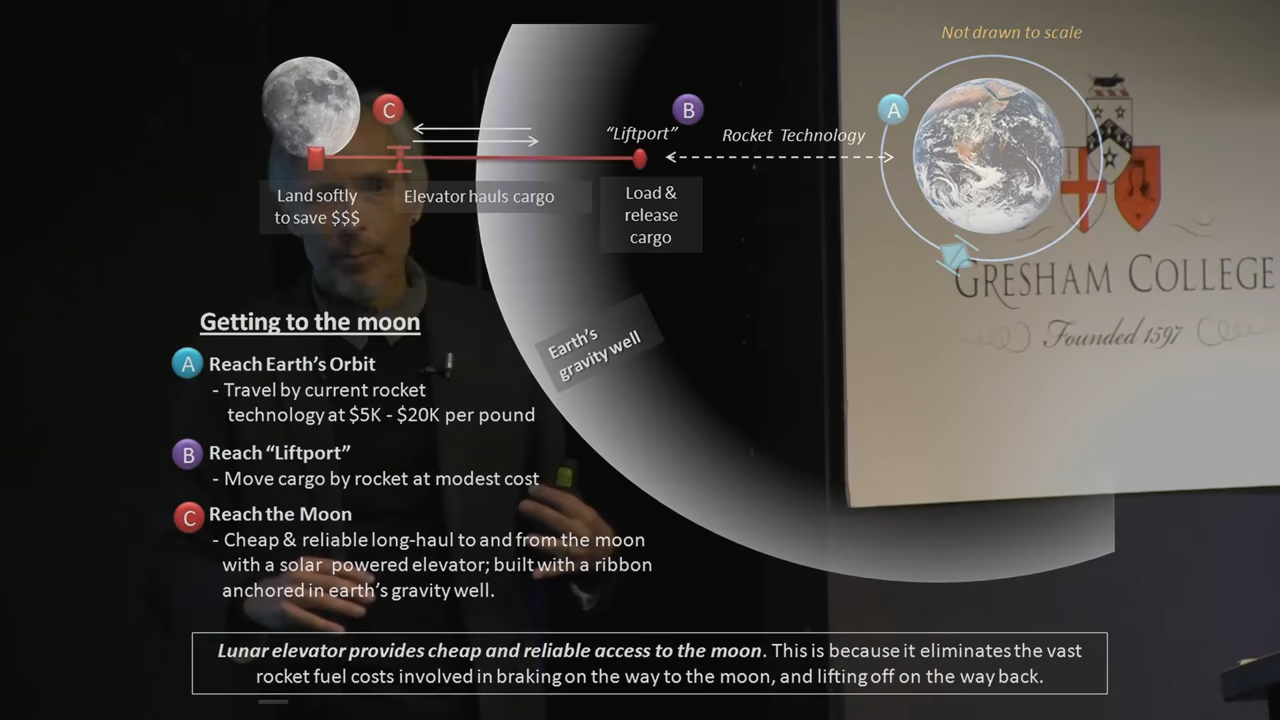 Not drawn to scale
C
B
A
"Liftport"
Rocket Technology
Land softly
to save $$$
Elevator hauls cargo
Load &
release
cargo
GRESHAM COLLEGE
Founded 1597
Earth's
gravity well
Getting to the moon
A Reach Earth's Orbit
- Travel by current rocket
technology at $5K - $20K per pound
B Reach "Liftport"
- Move cargo by rocket at modest cost
C Reach the Moon
- Cheap & reliable long-haul to and from the moon
with a solar powered elevator; built with a ribbon
anchored in earth's gravity well.
Lunar elevator provides cheap and reliable access to the moon. This is because it eliminates the vast
rocket fuel costs involved in braking on the way to the moon, and lifting off on the way back.